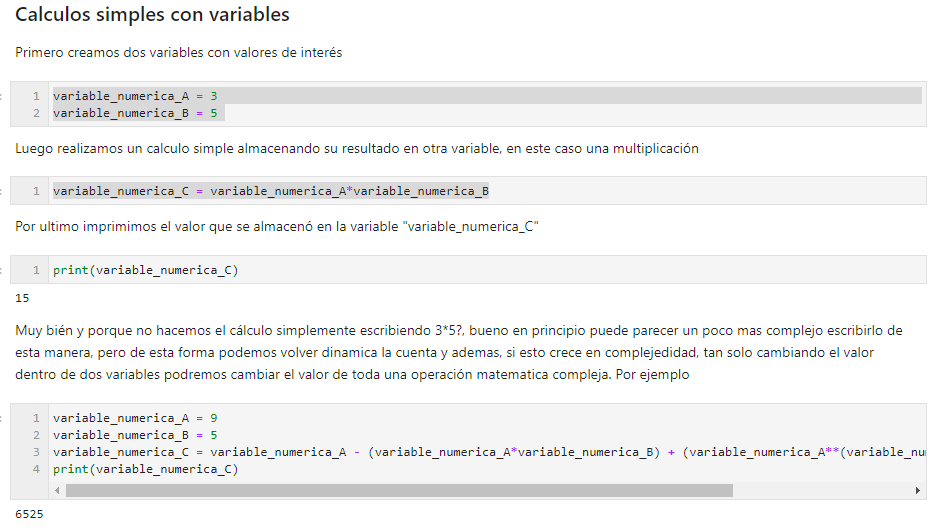 Calculos simples con variables
Primero creamos dos variables con valores de interés
1 variable_numerica_A = 3
2 variable_numerica_B = 5
Luego realizamos un calculo simple almacenando su resultado en otra variable, en este caso una multiplicación
1 variable_numerica_C = variable_numerica_A*variable_numerica_B
Por ultimo imprimimos el valor que se almacenó en la variable "variable_numerica_C"
1 print(variable_numerica_C)
15
Muy bién y porque no hacemos el cálculo simplemente escribiendo 3*5?, bueno en principio puede parecer un poco mas complejo escribirlo de
esta manera, pero de esta forma podemos volver dinamica la cuenta y ademas, si esto crece en complejedidad, tan solo cambiando el valor
dentro de dos variables podremos cambiar el valor de toda una operación matematica compleja. Por ejemplo
1 variable_numerica_A = 9
2 variable_numerica_B = 5
3 variable_numerica_C = variable_numerica_A - (variable_numerica_A*variable_numerica_B) + (variable_numerica_A**(
4 print(variable_numerica_C)
6525